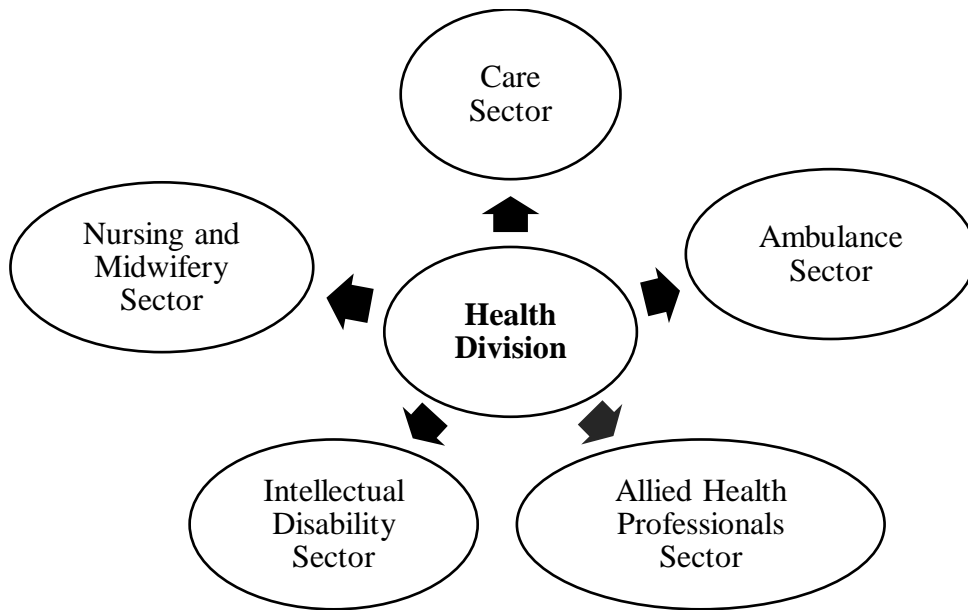 Care
Sector
Nursing and
Midwifery
Sector
Ambulance
Sector
Health
Division
Intellectual
Disability
Sector
Allied Health
Professionals
Sector